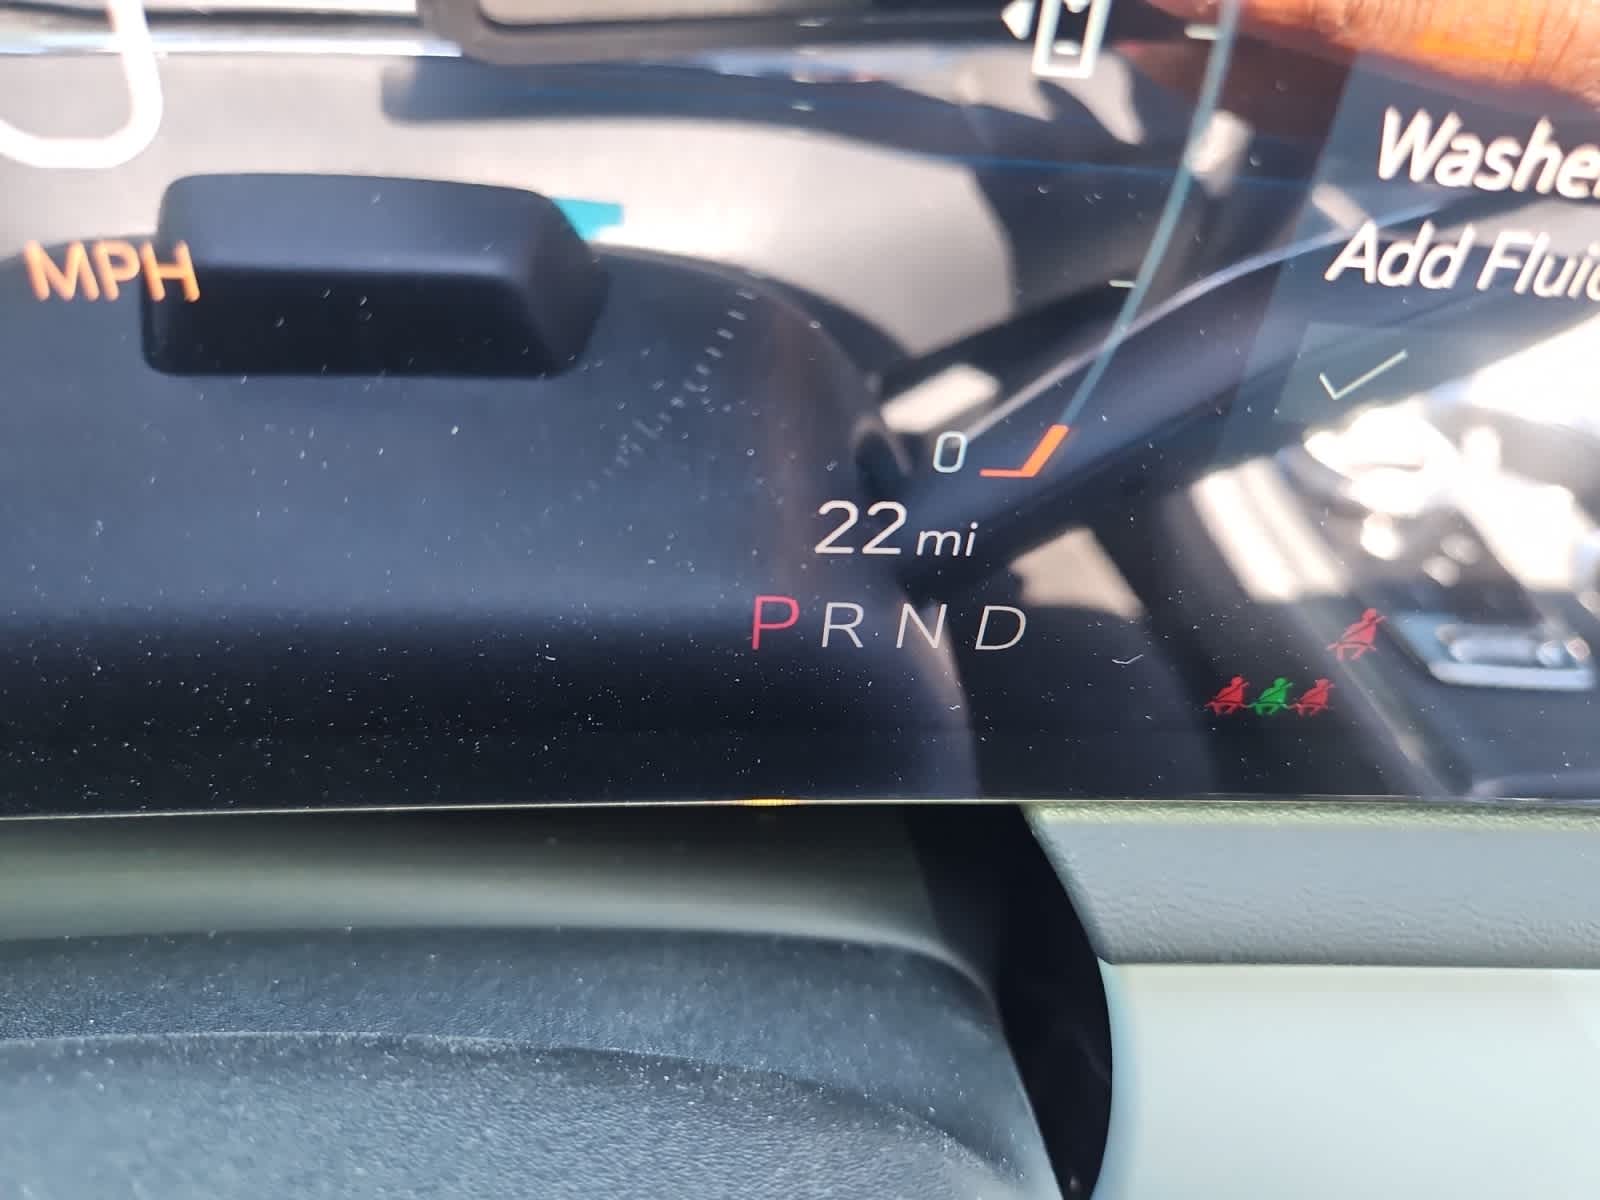 MPH
Washe
Add Flui
0
22 mi
P R N D